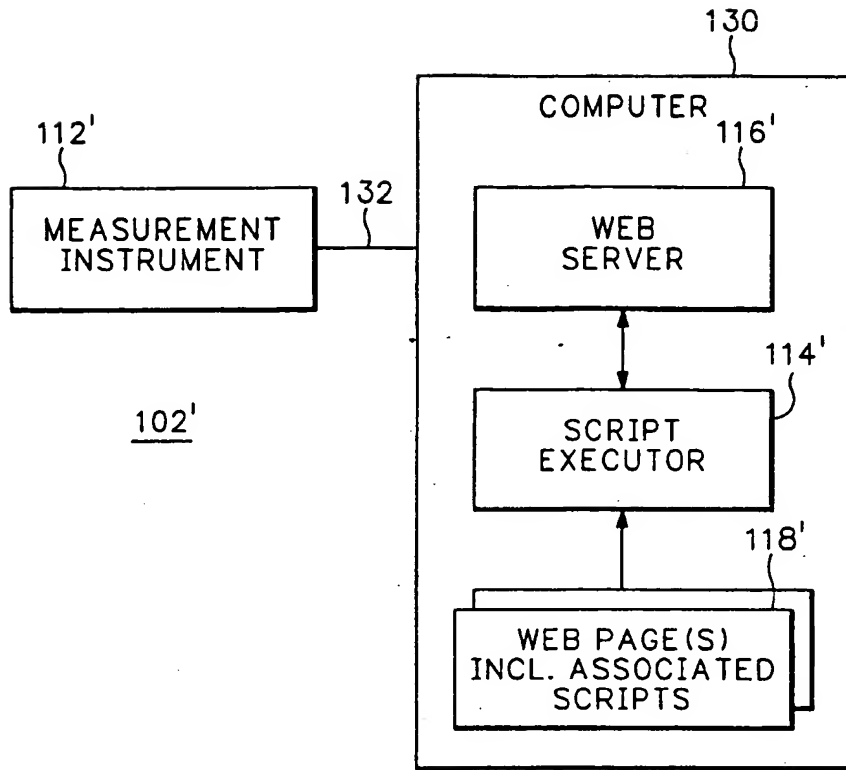 130
COMPUTER
112'
116'
132
MEASUREMENT
INSTRUMENT
WEB
SERVER
114'
102'
SCRIPT
EXECUTOR
118'
WEB PAGE(S)
INCL. ASSOCIATED
SCRIPTS